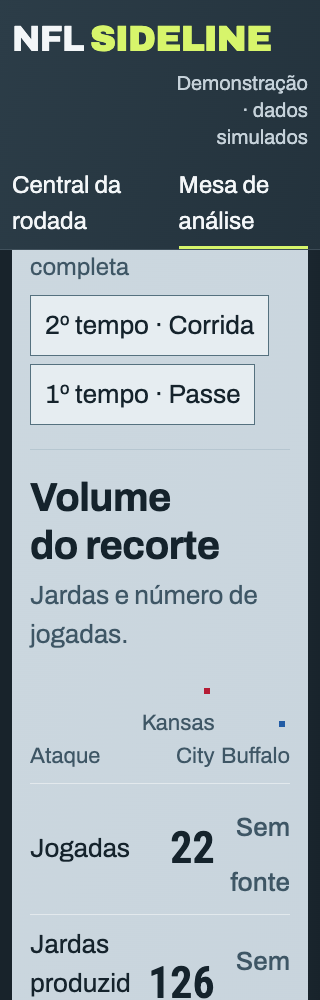 NFL SIDELINE
Demonstração
· dados
simulados
Central da
rodada
Mesa de
análise
completa
2º tempo · Corrida
1º tempo · Passe
Volume
do recorte
Jardas e número de
jogadas.
Ataque
Kansas
City
Buffalo
Jogadas
22
Sem
fonte
Jardas
produzid
126
Sem